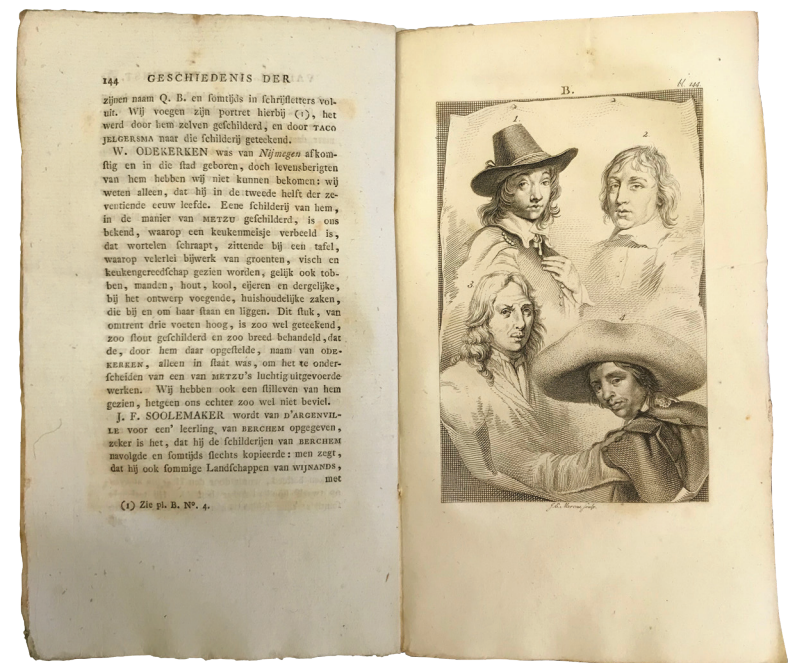 144 GESCHIEDENIS DER
zijnen naam Q. B. en ſomtijds in ſchrijfletters vol-
uit. Wij voegen zijn portret hierbij (1), het
werd door hem zelven geſchilderd, en door TACO
JELGERSMA naar die ſchilderij geteekend.
W. ODEKERKEN was van Nijmegen afkom-
ſtig en in die ſtad geboren, doch levensberigten
van hem hebben wij niet kunnen bekomen: wij
weten alleen, dat hij in de tweede helft der ze-
ventiende eeuw leefde. Eene ſchilderij van hem,
in de manier van METZU geſchilderd, is ons
bekend, waarop een keukenmeisje verbeeld is,
dat wortelen ſchraapt, zittende bij een tafel,
waarop velerlei bijwerk van groenten, visch en
keukengereedſchap gezien worden, gelijk ook tob-
ben, manden, hout, kool, eijeren en dergelijke,
bij het ontwerp voegende, huishoudelijke zaken,
die bij en om haar ſtaan en liggen. Dit ſtuk, van
omtrent drie voeten hoog, is zoo wel geteekend,
zoo ſtout geſchilderd en zoo breed behandeld, dat
de, door hem daar opgeſtelde, naam van ODE-
KERKEN, alleen in ſtaat was, om het te onder-
ſcheiden van een van METZU's luchtig uitgevoerde
werken. Wij hebben ook een ſtilleven van hem
gezien, hetgeen ons echter zoo wel niet beviel.
J. F. SOOLEMAKER wordt van D'ARGENVIL-
LE voor een' leerling van BERCHEM opgegeven,
zeker is het, dat hij de ſchilderijen van BERCHEM
navolgde en ſomtijds ſlechts kopieerde: men zegt,
dat hij ook ſommige Landſchappen van WIJNANDS,
met
(1) Zie pl. B. No. 4.
B.
bl. 144.
1.
2
3
4